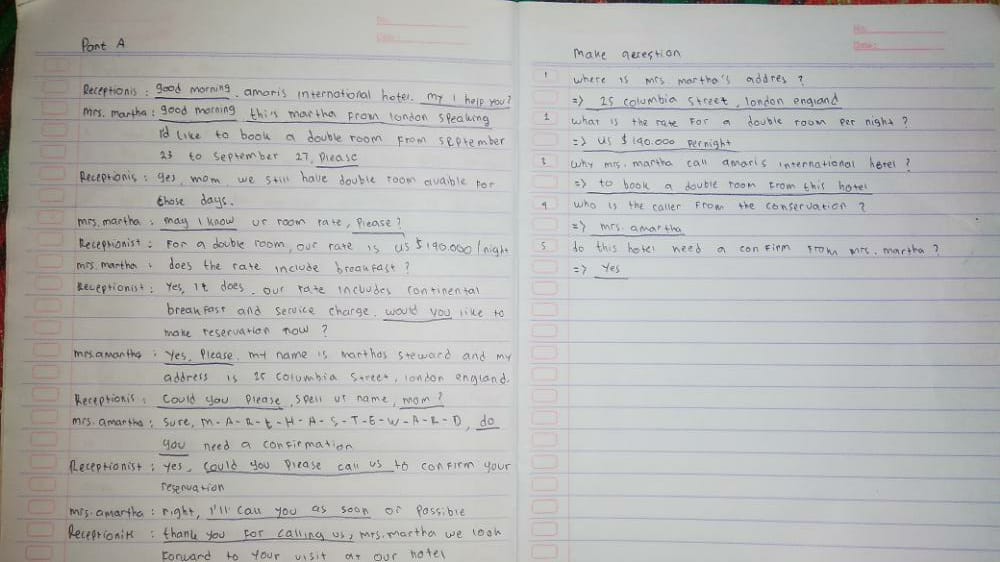 Part A
Receptionis : good morning, amaris international hotel. my I help you?
Mrs. martha : good morning this martha from london speaking
I'd like to book a double room from september
23 to september 27, please
Receptionis : yes, mom, we still have double room avaible for
those days.
mrs. martha : may I know ur room rate, please?
Receptionist : For a double room, our rate is us $190.000/night
mrs. martha : does the rate include breakfast?
Receptionist : Yes, It does. our rate includes continental
breakfast and service charge. would you like to
make reservation now ?
mrs.amartha : Yes, please. my name is marthas steward and my
address is 25 columbia street, london england.
Receptionis : Could you please, spell ur name, mom?
mrs. amartha : sure, m-A-R-t-H-A-S-T-E-W-A-R-D, do
you need a confirmation
Receptionist : yes, could you please call us to confirm your
reservation
mrs. amartha : right, I'll call you as soon as possible
Receptionis : thank you for calling us, mrs. martha we look
forward to your visit at our hotel
No:
Date:
make qerestion
1 where is mrs. martha's addres ?
=> 25 columbia street, london england
2 what is the rate for a double room per night ?
=> us $190.000 pernight
3 why mrs. martha call amaris international hotel ?
=> to book a double room from this hotel
4 who is the caller from the conservation ?
=> mrs. amartha
5 do this hotel need a confirm from mrs. martha ?
=> Yes